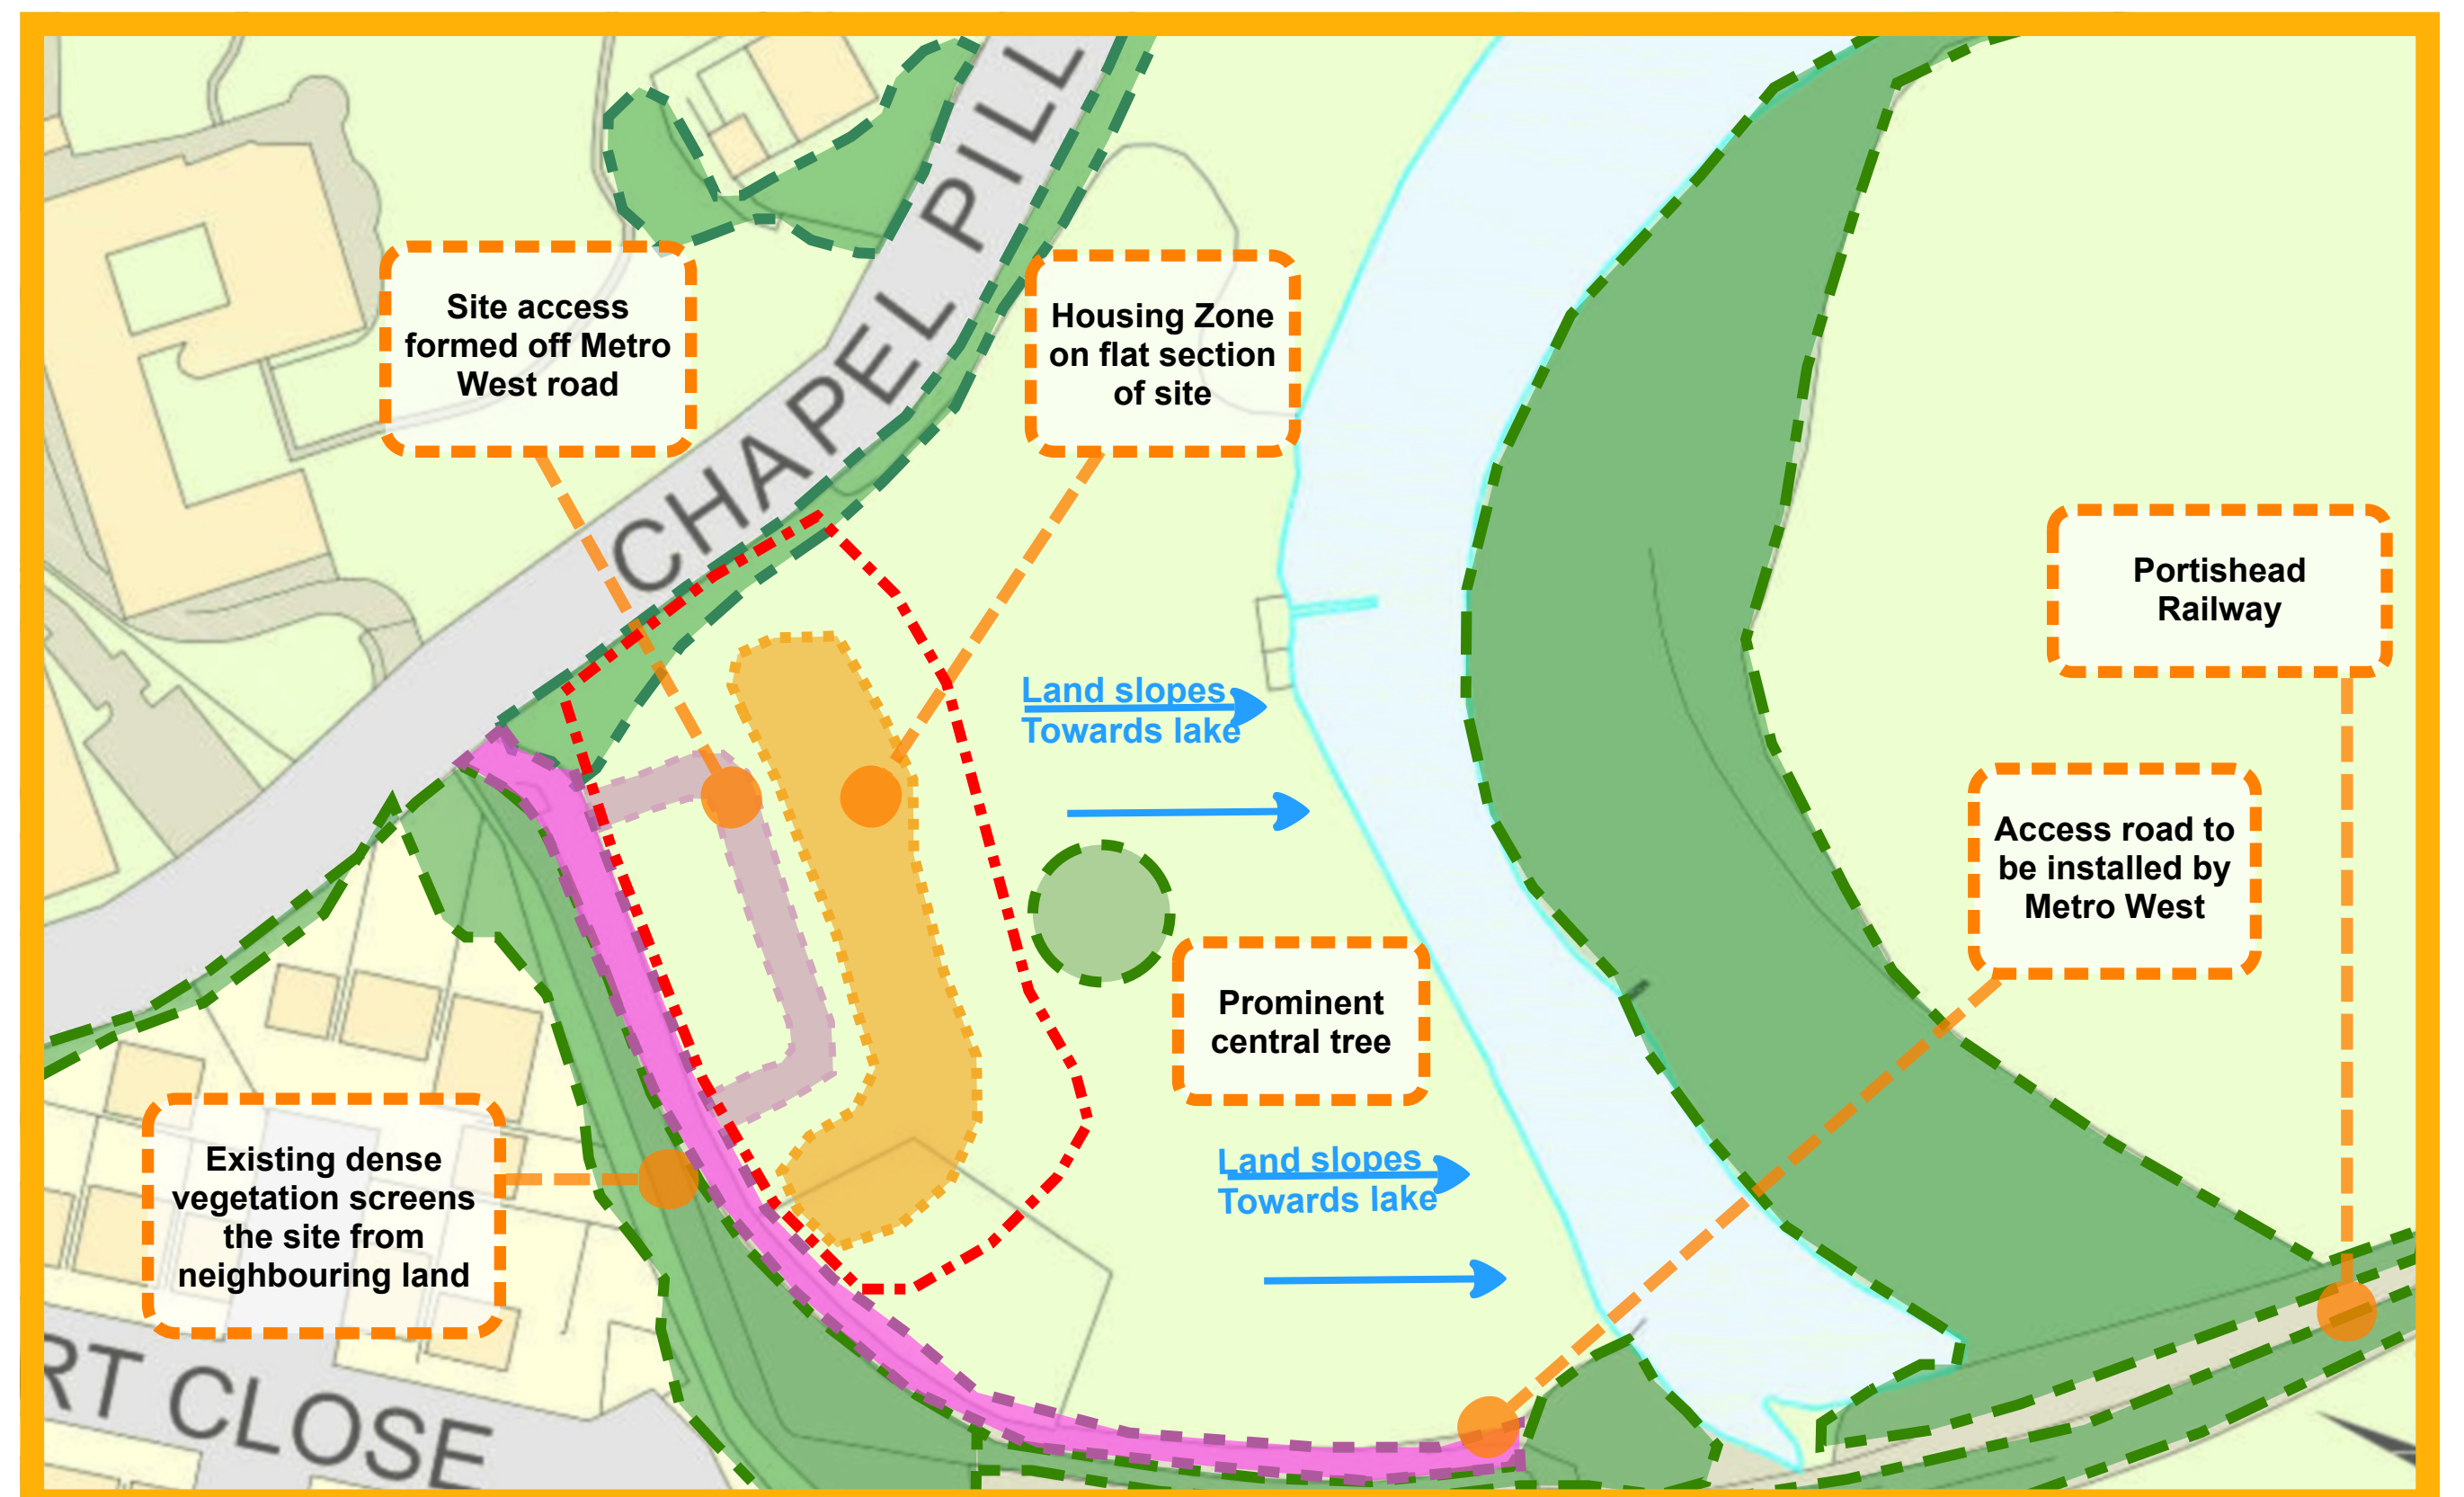 CHAPEL PILL
Site access
formed off Metro
West road
Housing Zone
on flat section
of site
Portishead
Railway
Land slopes
Towards lake
Access road to
be installed by
Metro West
Prominent
central tree
Existing dense
vegetation screens
the site from
neighbouring land
Land slopes
Towards lake
RT CLOSE